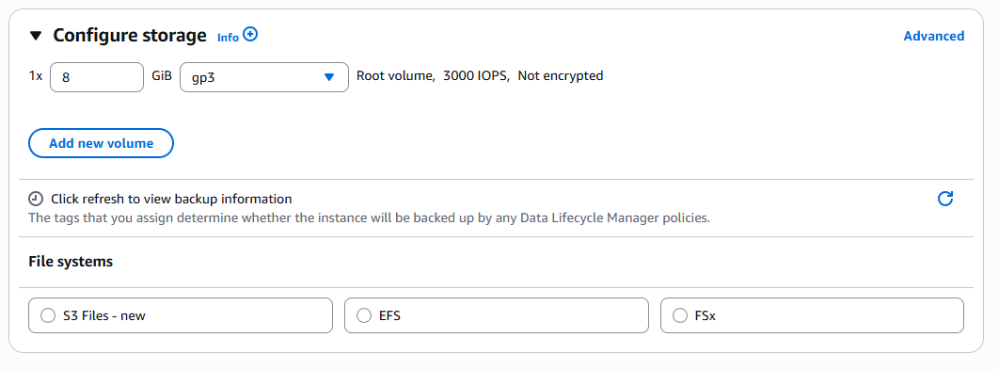 Configure storage Info Advanced
1x 8 GiB gp3 Root volume, 3000 IOPS, Not encrypted
Add new volume
Click refresh to view backup information
The tags that you assign determine whether the instance will be backed up by any Data Lifecycle Manager policies.
File systems
S3 Files - new EFS FSx